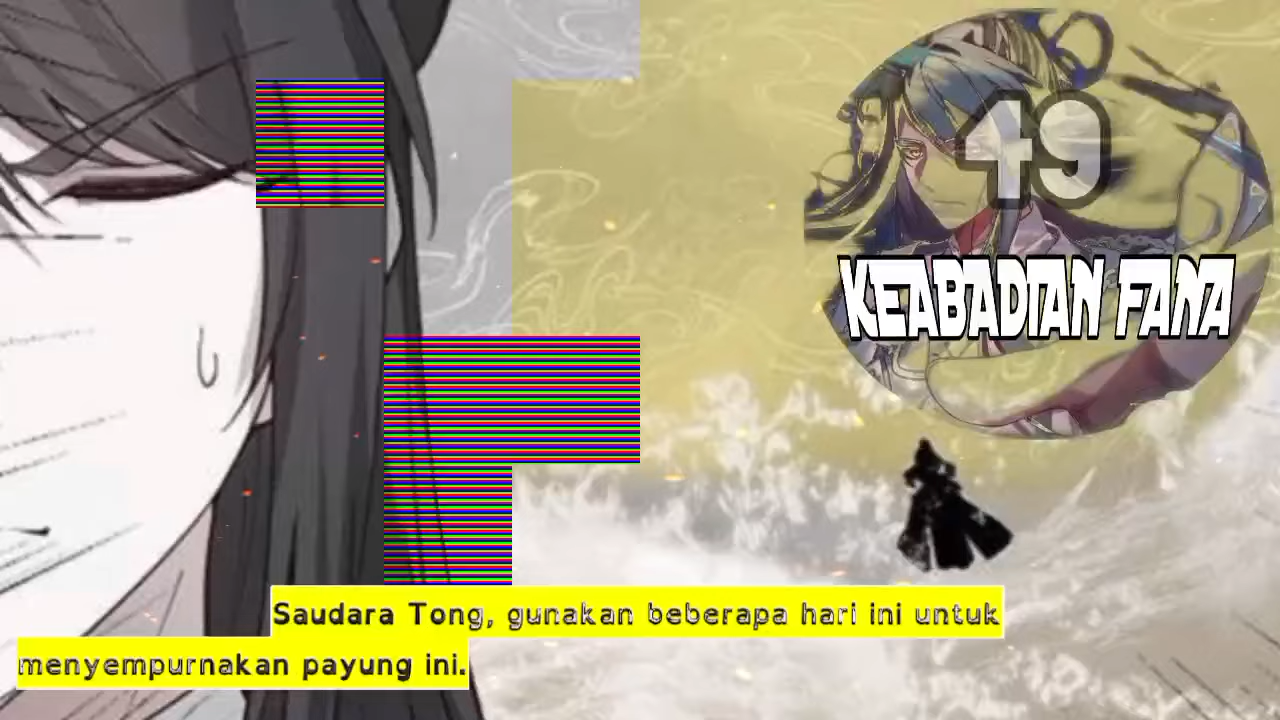 49
KEABADIAN FANA
Saudara Tong, gunakan beberapa hari ini untuk
menyempurnakan payung ini.